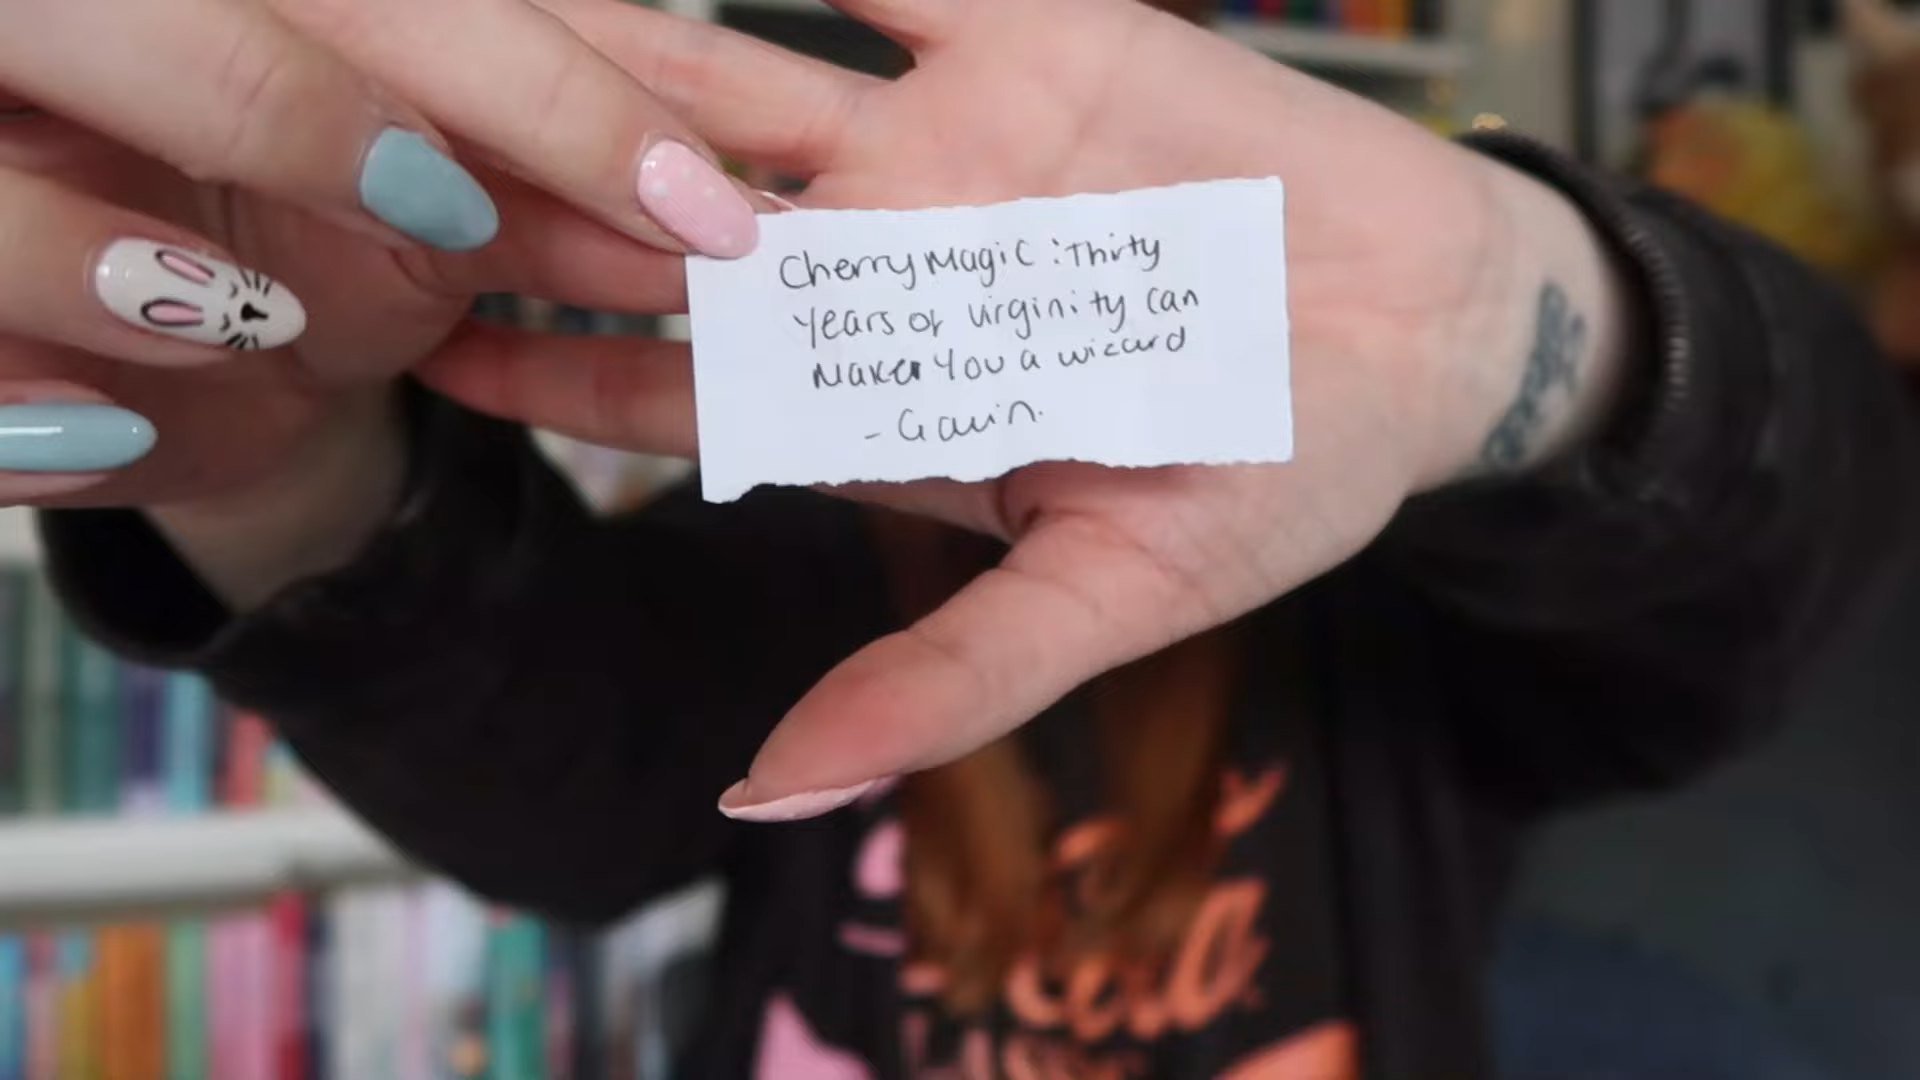 Cherry Magic : Thirty
Years of virginity can
Make You a wizard
- Gavin.